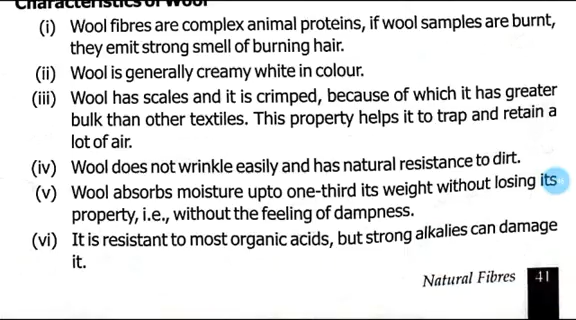 Characteristics of Wool
(i) Wool fibres are complex animal proteins, if wool samples are burnt,
they emit strong smell of burning hair.
(ii) Wool is generally creamy white in colour.
(iii) Wool has scales and it is crimped, because of which it has greater
bulk than other textiles. This property helps it to trap and retain a
lot of air.
(iv) Wool does not wrinkle easily and has natural resistance to dirt.
(v) Wool absorbs moisture upto one-third its weight without losing its
property, i.e., without the feeling of dampness.
(vi) It is resistant to most organic acids, but strong alkalies can damage
it.
Natural Fibres 41